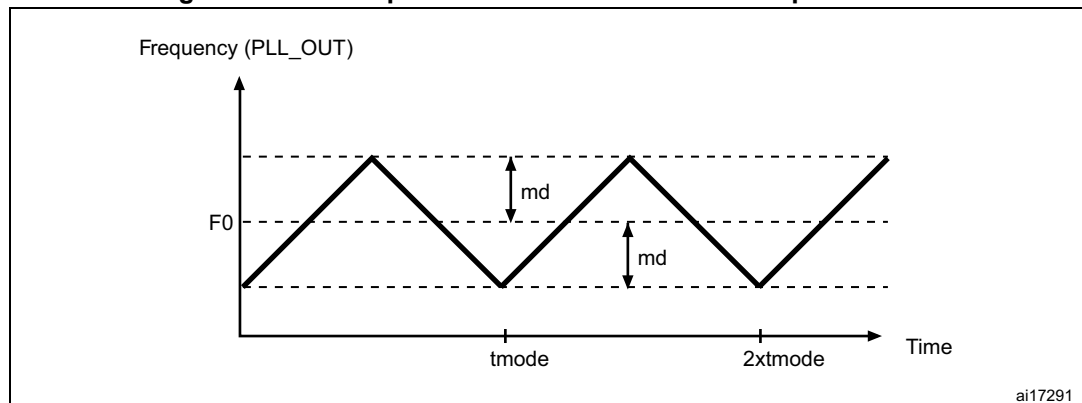 Frequency (PLL_OUT)
md
F0
md
tmode
2xtmode
Time
ai17291